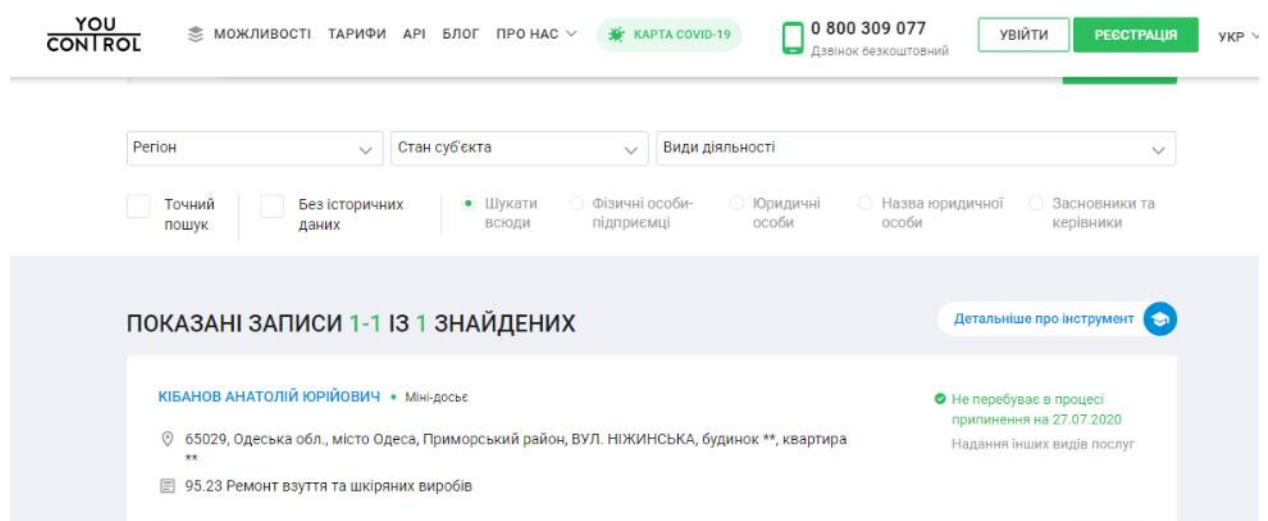 YOU CONTROL
МОЖЛИВОСТІ ТАРИФИ API БЛОГ ПРО НАС
КАРТА COVID-19
0 800 309 077
Дзвінок безкоштовний
УВІЙТИ
РЕЄСТРАЦІЯ
УКР
Регіон
Стан суб'єкта
Види діяльності
Точний
пошук
Без історичних
даних
Шукати
всюди
Фізичні особи-
підприємці
Юридичні
особи
Назва юридичної
особи
Засновники та
керівники
ПОКАЗАНІ ЗАПИСИ 1-1 ІЗ 1 ЗНАЙДЕНИХ
Детальніше про інструмент
КІБАНОВ АНАТОЛІЙ ЮРІЙОВИЧ • Міні-досьє
Не перебуває в процесі
припинення на 27.07.2020
Надання інших видів послуг
65029, Одеська обл., місто Одеса, Приморський район, ВУЛ. НІЖИНСЬКА, будинок **, квартира
**
95.23 Ремонт взуття та шкіряних виробів